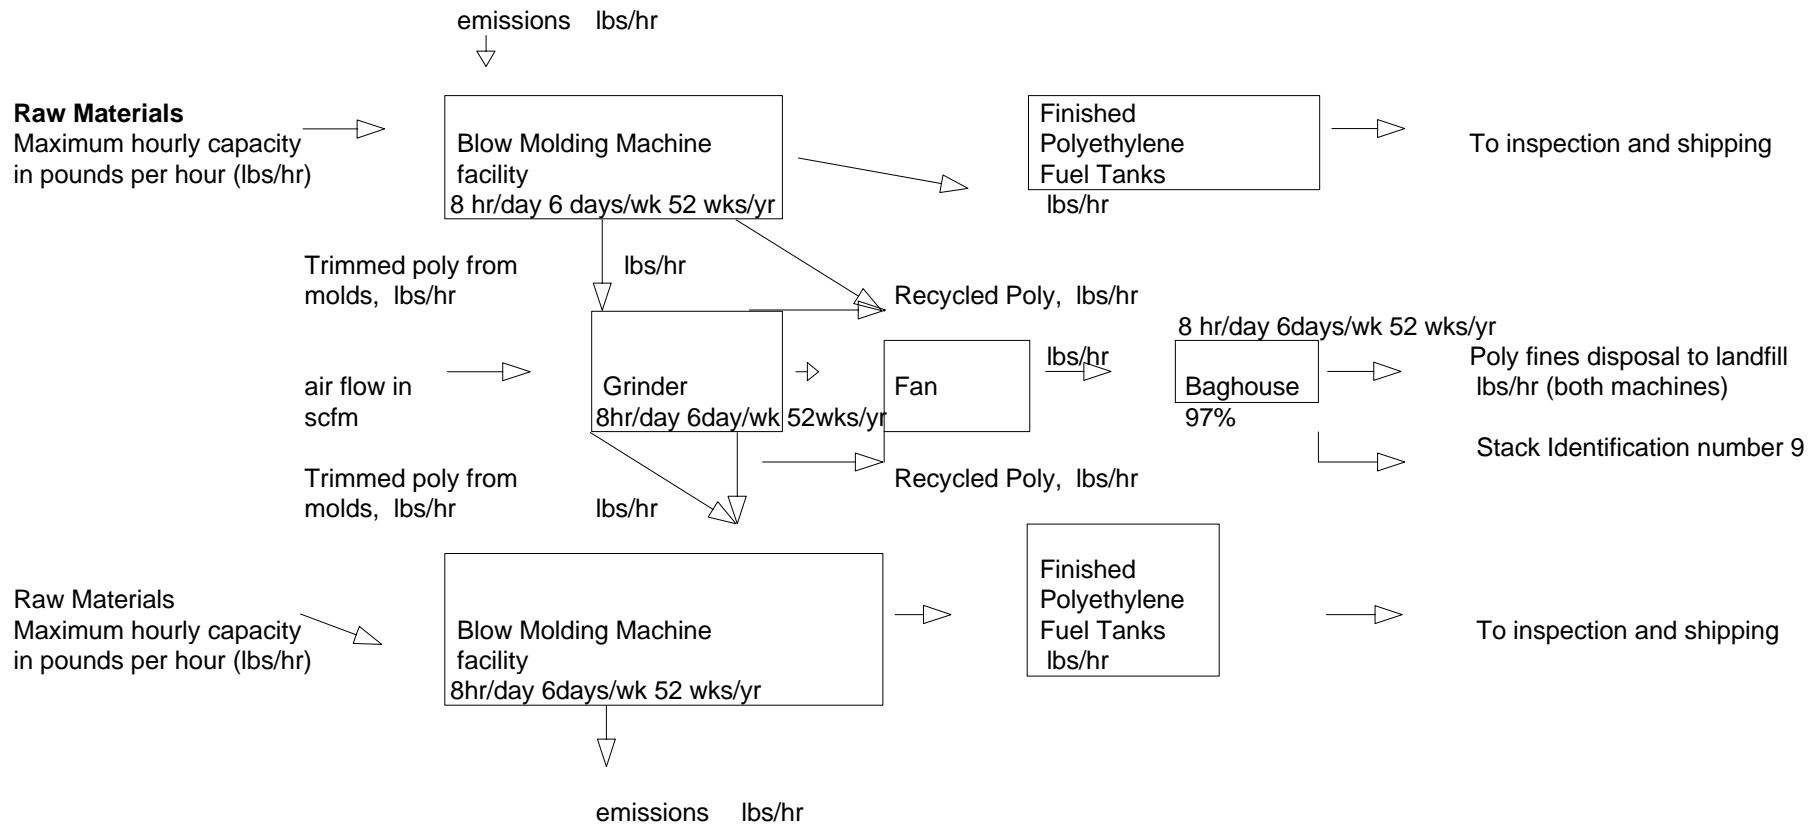 emissions lbs/hr
Raw Materials
Maximum hourly capacity
in pounds per hour (lbs/hr)
Blow Molding Machine
facility
8 hr/day 6 days/wk 52 wks/yr
Finished
Polyethylene
Fuel Tanks
lbs/hr
To inspection and shipping
Trimmed poly from
molds, lbs/hr
lbs/hr
Recycled Poly, lbs/hr
air flow in
scfm
Grinder
8hr/day 6day/wk 52wks/yr
Fan
lbs/hr
8 hr/day 6days/wk 52 wks/yr
Baghouse
97%
Poly fines disposal to landfill
lbs/hr (both machines)
Stack Identification number 9
Trimmed poly from
molds, lbs/hr
lbs/hr
Recycled Poly, lbs/hr
Raw Materials
Maximum hourly capacity
in pounds per hour (lbs/hr)
Blow Molding Machine
facility
8hr/day 6days/wk 52 wks/yr
Finished
Polyethylene
Fuel Tanks
lbs/hr
To inspection and shipping
emissions lbs/hr